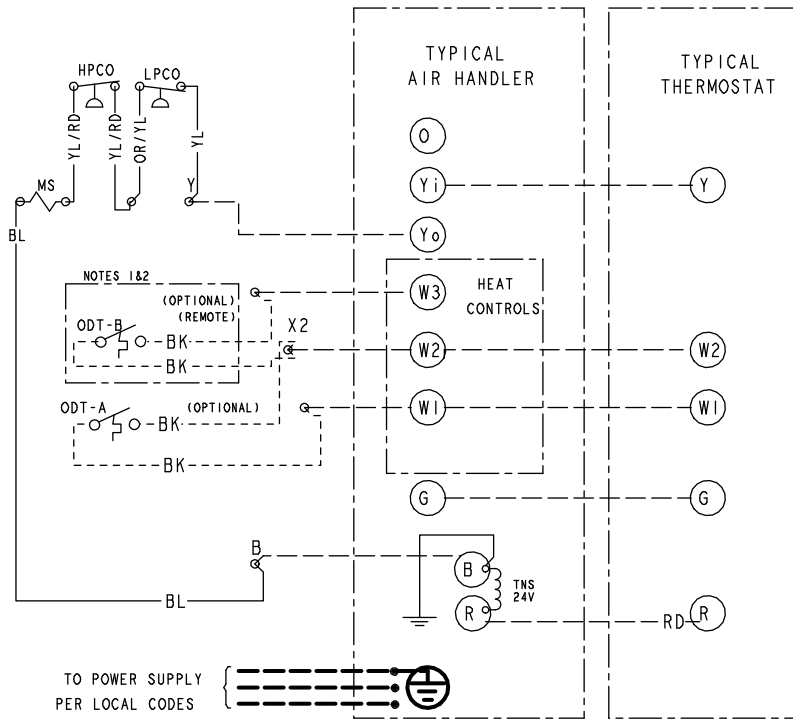 TYPICAL
AIR HANDLER
TYPICAL
THERMOSTAT
HPCO
LPCO
YL/RD
YL/RD
OR/YL
YL
O
MS
Y
Yi
Y
BL
Yo
NOTES 1&2
HEAT
CONTROLS
(OPTIONAL)
(REMOTE)
W3
ODT-B
BK
X2
BK
W2
W2
ODT-A
(OPTIONAL)
BK
W1
W1
BK
G
G
B
B
TNS
24V
BL
R
RD
R
TO POWER SUPPLY
PER LOCAL CODES